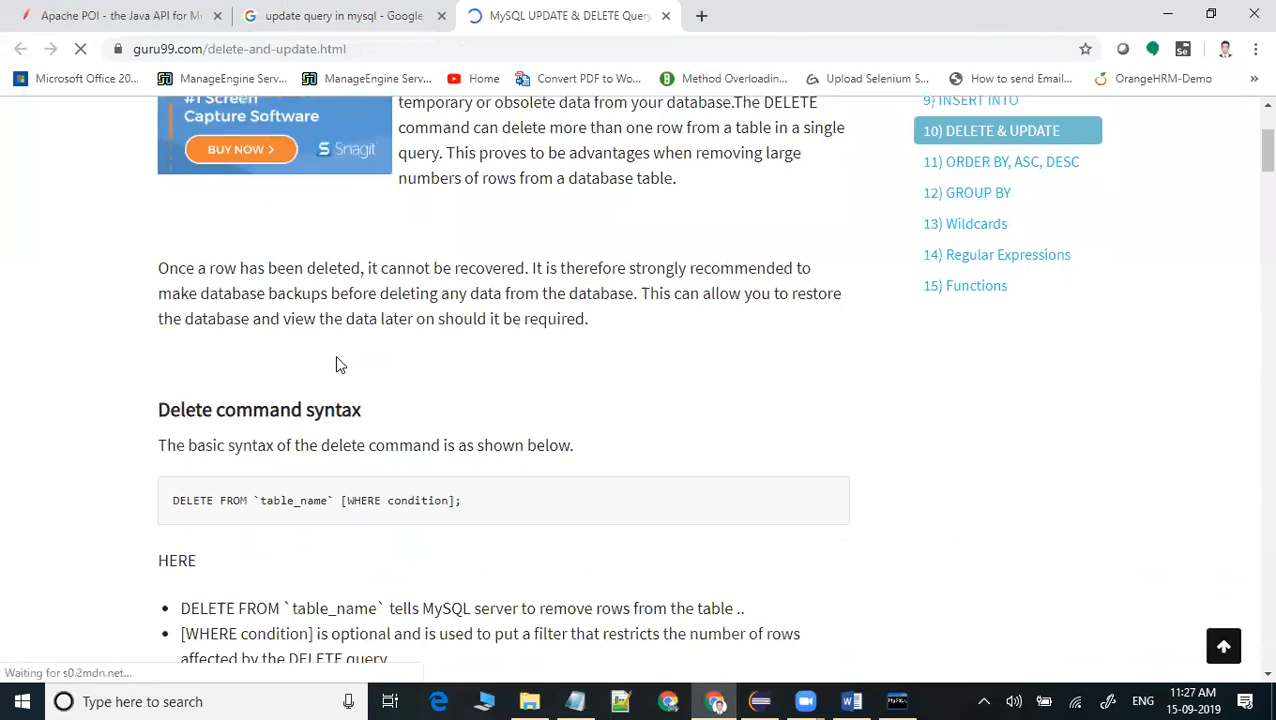 Apache POI - the Java API for M
update query in mysql - Google
MySQL UPDATE & DELETE Query
guru99.com/delete-and-update.html
Microsoft Office 20...
ManageEngine Serv...
ManageEngine Serv...
Home
Convert PDF to Wo...
Method Overloadin...
Upload Selenium S...
How to send Email...
OrangeHRM-Demo
»
#1 Screen
Capture Software
BUY NOW >
Snagit
temporary or obsolete data from your database.The DELETE
command can delete more than one row from a table in a single
query. This proves to be advantages when removing large
numbers of rows from a database table.
9) INSERT INTO
10) DELETE & UPDATE
11) ORDER BY, ASC, DESC
12) GROUP BY
13) Wildcards
14) Regular Expressions
15) Functions
Once a row has been deleted, it cannot be recovered. It is therefore strongly recommended to
make database backups before deleting any data from the database. This can allow you to restore
the database and view the data later on should it be required.
Delete command syntax
The basic syntax of the delete command is as shown below.
DELETE FROM `table_name` [WHERE condition];
HERE
• DELETE FROM `table_name` tells MySQL server to remove rows from the table ..
• [WHERE condition] is optional and is used to put a filter that restricts the number of rows
affected by the DELETE query
Waiting for s0.2mdn.net...
Type here to search
ENG
11:27 AM
15-09-2019